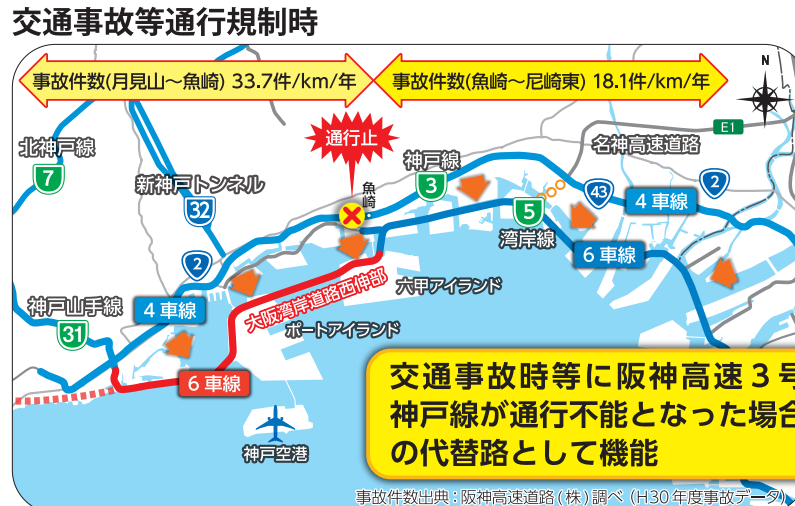 交通事故等通行規制時
事故件数(月見山～魚崎) 33.7件/km/年
事故件数(魚崎～尼崎東) 18.1件/km/年
N
通行止
E1
名神高速道路
北神戸線
7
新神戸トンネル
32
魚崎
神戸線
3
43
2
4車線
5
湾岸線
6車線
2
神戸山手線
31
4車線
大阪湾岸道路西伸部
六甲アイランド
ポートアイランド
6車線
神戸空港
交通事故時等に阪神高速3号
神戸線が通行不能となった場合
の代替路として機能
事故件数出典:阪神高速道路(株)調べ(H30年度事故データ)